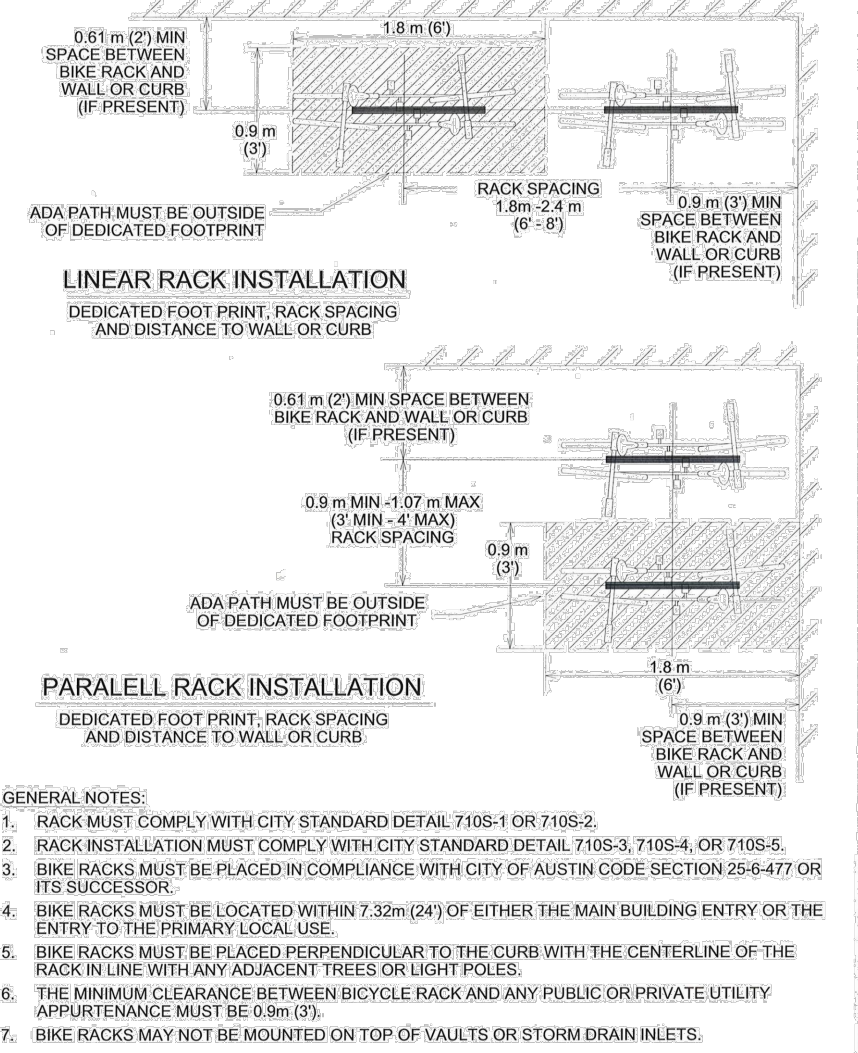 0.61 m (2') MIN
SPACE BETWEEN
BIKE RACK AND
WALL OR CURB
(IF PRESENT)
1.8 m (6')
0.9 m
(3')
ADA PATH MUST BE OUTSIDE
OF DEDICATED FOOTPRINT
RACK SPACING
1.8m -2.4 m
(6' - 8')
0.9 m (3') MIN
SPACE BETWEEN
BIKE RACK AND
WALL OR CURB
(IF PRESENT)
LINEAR RACK INSTALLATION
DEDICATED FOOT PRINT, RACK SPACING
AND DISTANCE TO WALL OR CURB
0.61 m (2') MIN SPACE BETWEEN
BIKE RACK AND WALL OR CURB
(IF PRESENT)
0.9 m MIN -1.07 m MAX
(3' MIN - 4' MAX)
RACK SPACING
0.9 m
(3')
ADA PATH MUST BE OUTSIDE
OF DEDICATED FOOTPRINT
1.8 m
(6')
PARALELL RACK INSTALLATION
DEDICATED FOOT PRINT, RACK SPACING
AND DISTANCE TO WALL OR CURB
0.9 m (3') MIN
SPACE BETWEEN
BIKE RACK AND
WALL OR CURB
(IF PRESENT)
GENERAL NOTES:
1. RACK MUST COMPLY WITH CITY STANDARD DETAIL 710S-1 OR 710S-2.
2. RACK INSTALLATION MUST COMPLY WITH CITY STANDARD DETAIL 710S-3, 710S-4, OR 710S-5.
3. BIKE RACKS MUST BE PLACED IN COMPLIANCE WITH CITY OF AUSTIN CODE SECTION 25-6-477 OR
ITS SUCCESSOR.
4. BIKE RACKS MUST BE LOCATED WITHIN 7.32m (24') OF EITHER THE MAIN BUILDING ENTRY OR THE
ENTRY TO THE PRIMARY LOCAL USE.
5. BIKE RACKS MUST BE PLACED PERPENDICULAR TO THE CURB WITH THE CENTERLINE OF THE
RACK IN LINE WITH ANY ADJACENT TREES OR LIGHT POLES.
6. THE MINIMUM CLEARANCE BETWEEN BICYCLE RACK AND ANY PUBLIC OR PRIVATE UTILITY
APPURTENANCE MUST BE 0.9m (3').
7. BIKE RACKS MAY NOT BE MOUNTED ON TOP OF VAULTS OR STORM DRAIN INLETS.